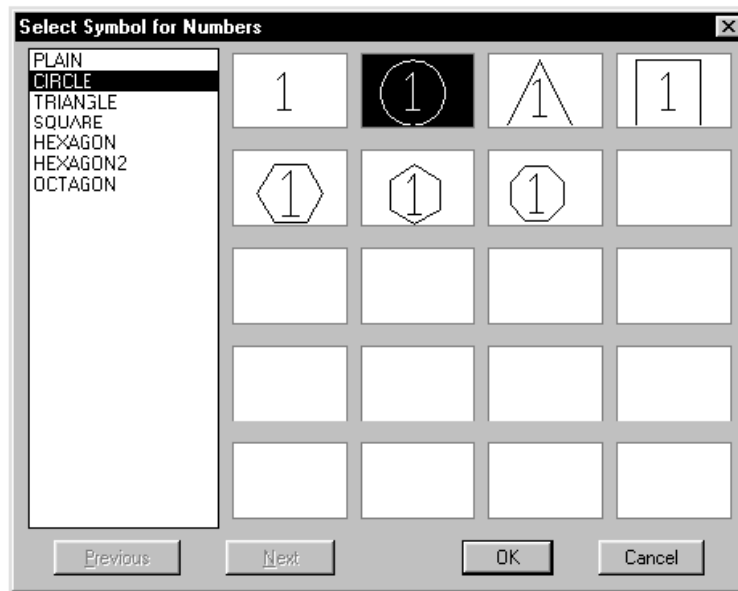 Select Symbol for Numbers
PLAIN
CIRCLE
TRIANGLE
SQUARE
HEXAGON
HEXAGON2
OCTAGON
1 1 1 1
1 1 1
Previous Next OK Cancel